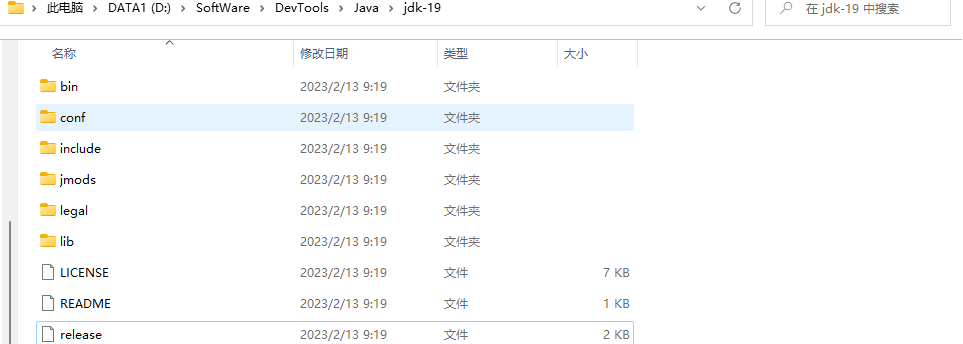 此电脑 > DATA1 (D:) > SoftWare > DevTools > Java > jdk-19 在 jdk-19 中搜索
名称 修改日期 类型 大小
bin 2023/2/13 9:19 文件夹
conf 2023/2/13 9:19 文件夹
include 2023/2/13 9:19 文件夹
jmods 2023/2/13 9:19 文件夹
legal 2023/2/13 9:19 文件夹
lib 2023/2/13 9:19 文件夹
LICENSE 2023/2/13 9:19 文件 7 KB
README 2023/2/13 9:19 文件 1 KB
release 2023/2/13 9:19 文件 2 KB